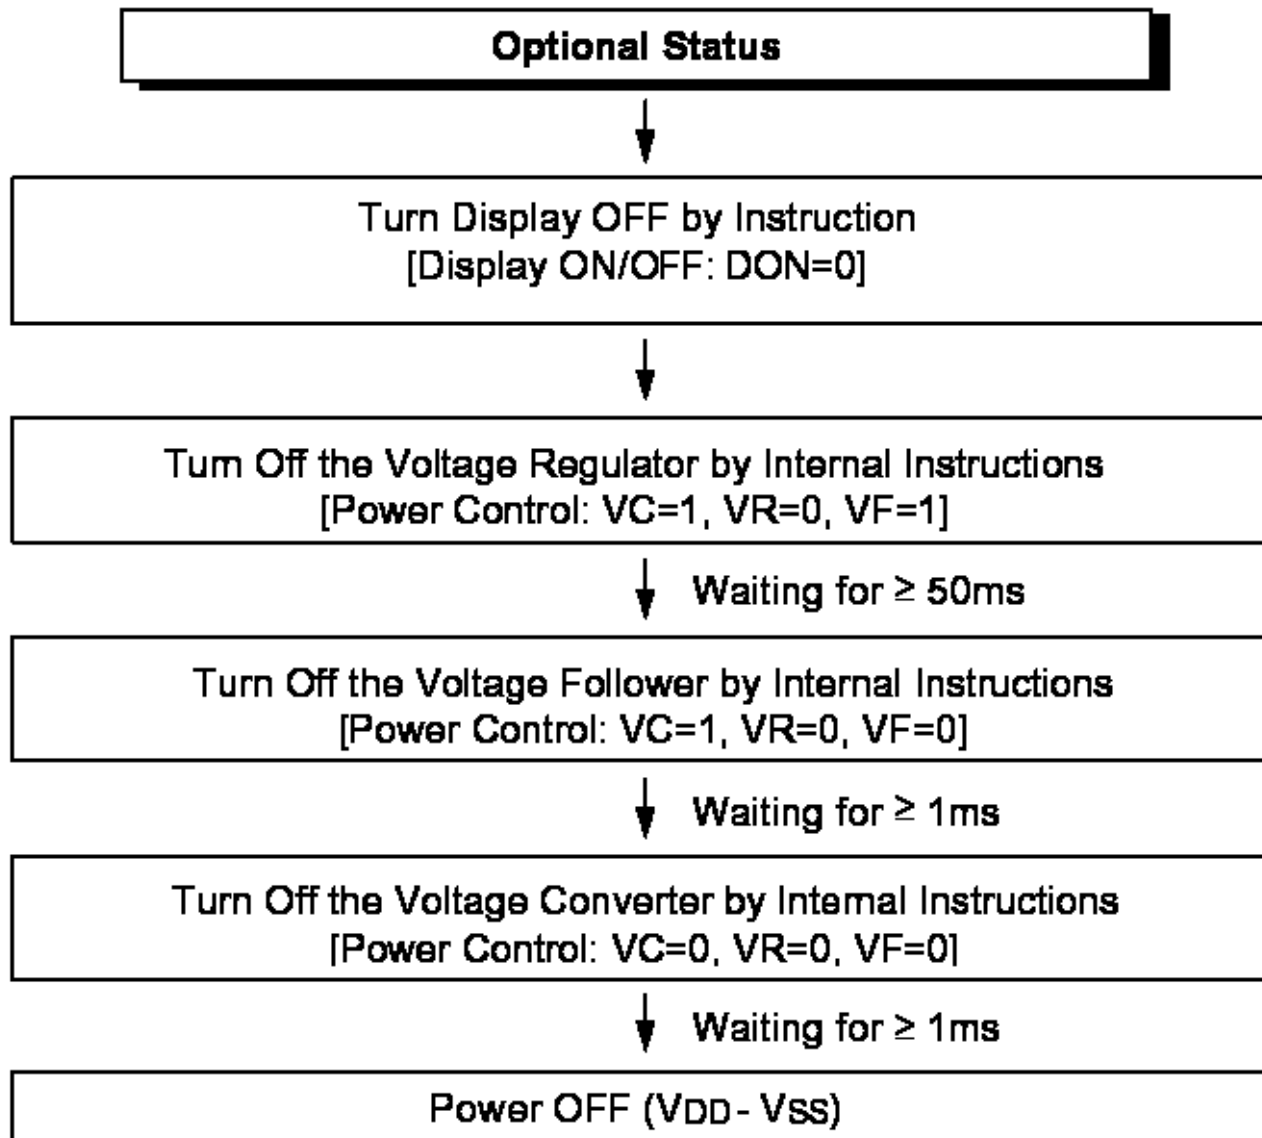 Optional Status
Turn Display OFF by Instruction
[Display ON/OFF: DON=0]
Turn Off the Voltage Regulator by Internal Instructions
[Power Control: VC=1, VR=0, VF=1]
Waiting for ≥ 50ms
Turn Off the Voltage Follower by Internal Instructions
[Power Control: VC=1, VR=0, VF=0]
Waiting for ≥ 1ms
Turn Off the Voltage Converter by Internal Instructions
[Power Control: VC=0, VR=0, VF=0]
Waiting for ≥ 1ms
Power OFF (VDD - VSS)